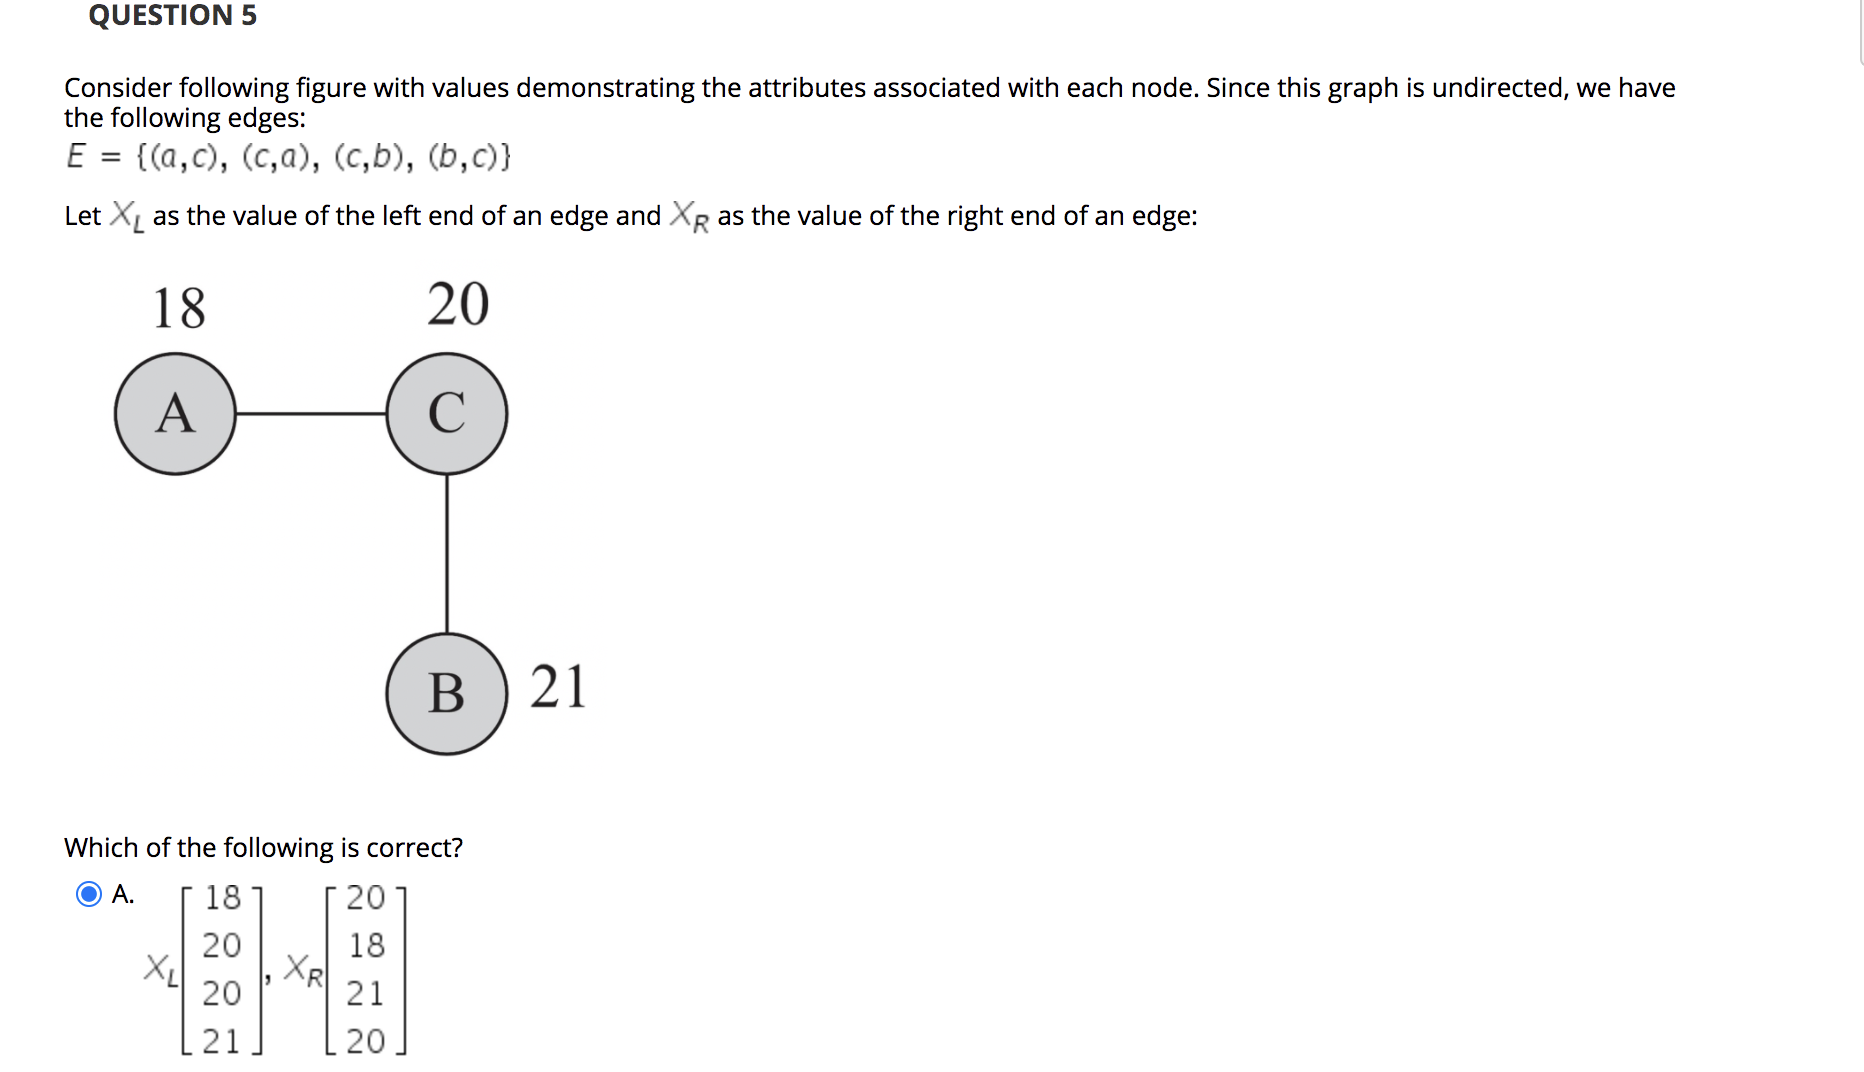 QUESTION 5
Consider following figure with values demonstrating the attributes associated with each node. Since this graph is undirected, we have
the following edges:
E = {(a,c), (c,a), (c,b), (b,c)}
Let X_L as the value of the left end of an edge and X_R as the value of the right end of an edge:
18 20
A C
B 21
Which of the following is correct?
A.
X_L [18 20 20 21], X_R [20 18 21 20]